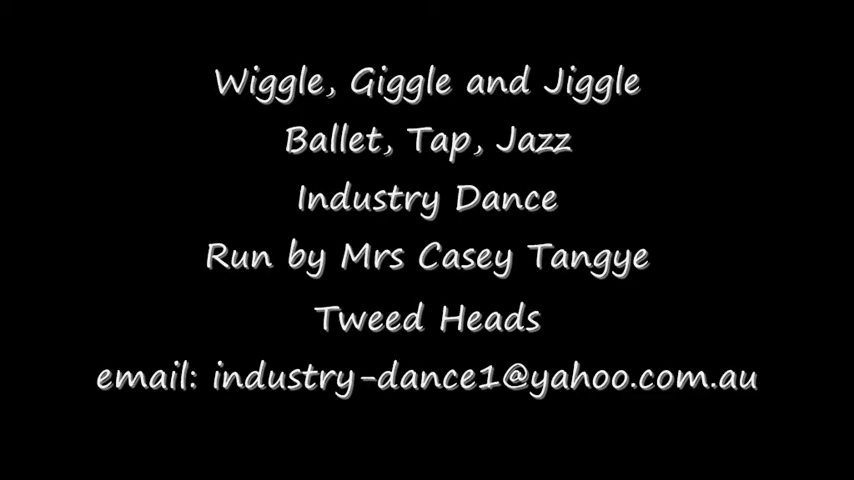 Wiggle, Giggle and Jiggle
Ballet, Tap, Jazz
Industry Dance
Run by Mrs Casey Tangye
Tweed Heads
email: industry-dance1@yahoo.com.au